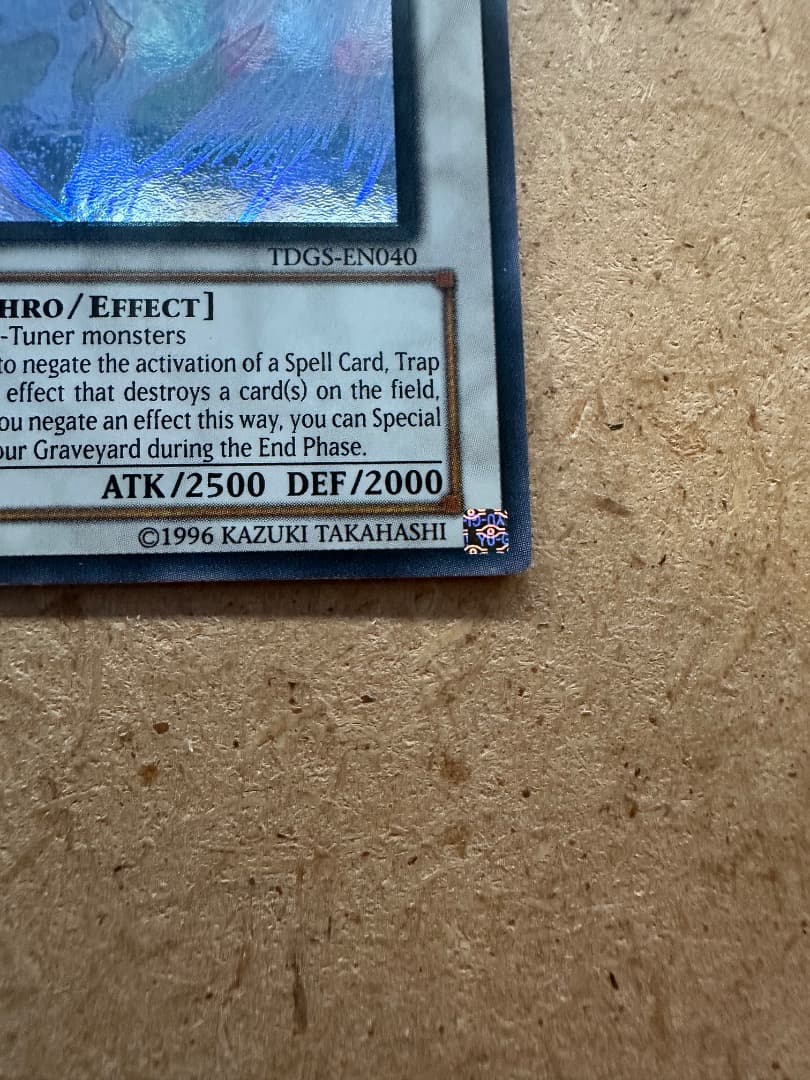 TDGS-EN040
HRO/EFFECT]
-Tuner monsters
to negate the activation of a Spell Card, Trap
effect that destroys a card(s) on the field,
ou negate an effect this way, you can Special
our Graveyard during the End Phase.
ATK/2500 DEF/2000
©1996 KAZUKI TAKAHASHI